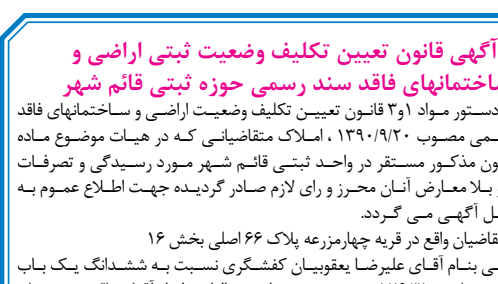 آگهی قانون تعیین تکلیف وضعیت ثبتی اراضی و
ساختمانهای فاقد سند رسمی حوزه ثبتی قائم شهر
دستور مواد ۱و۳ قانون تعیین تکلیف وضعیت اراضی و ساختمانهای فاقد
مصوب ۱۳۹۰/۹/۲۰ ، املاک متقاضیانی که در هیات موضوع ماده
مذکور مستقر در واحد ثبتی قائم شهر مورد رسیدگی و تصرفات
بلا معارض آنان محرز و رای لازم صادر گردیده جهت اطلاع عموم به
آگهی می گردد.
واقع در قریه چهارمزرعه پلاک ۶۶ اصلی بخش ۱۶
بنام آقای علیرضا یعقوبیان کفشگری نسبت به ششدانگ یک باب